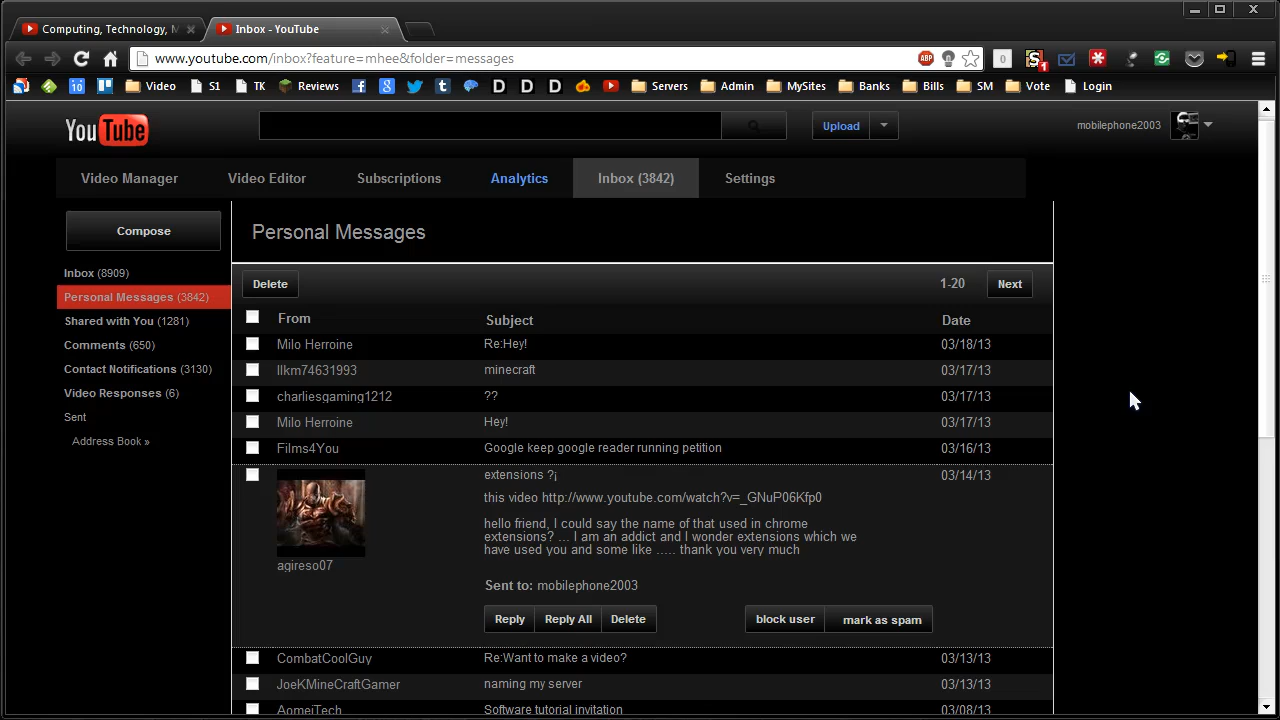 Computing, Technology, M
Inbox - YouTube
www.youtube.com/inbox?feature=mhee&folder=messages
ABP
0
S
1
10
Video
S1
TK
Reviews
8
f
t
D
D
D
Servers
Admin
MySites
Banks
Bills
SM
Vote
Login
YouTube
Upload
mobilephone2003
Video Manager
Video Editor
Subscriptions
Analytics
Inbox (3842)
Settings
Compose
Personal Messages
Inbox (8909)
Personal Messages (3842)
Shared with You (1281)
Comments (650)
Contact Notifications (3130)
Video Responses (6)
Sent
Address Book »
Delete
1-20
Next
From Subject Date
Milo Herroine Re:Hey! 03/18/13
llkm74631993 minecraft 03/17/13
charliesgaming1212 ?? 03/17/13
Milo Herroine Hey! 03/17/13
Films4You Google keep google reader running petition 03/16/13
extensions ?¡ 03/14/13
this video http://www.youtube.com/watch?v=_GNuP06Kfp0
hello friend, I could say the name of that used in chrome
extensions? ... I am an addict and I wonder extensions which we
have used you and some like ..... thank you very much
agireso07
Sent to: mobilephone2003
Reply
Reply All
Delete
block user
mark as spam
CombatCoolGuy Re:Want to make a video? 03/13/13
JoeKMineCraftGamer naming my server 03/13/13
AomeiTech Software tutorial invitation 03/08/13